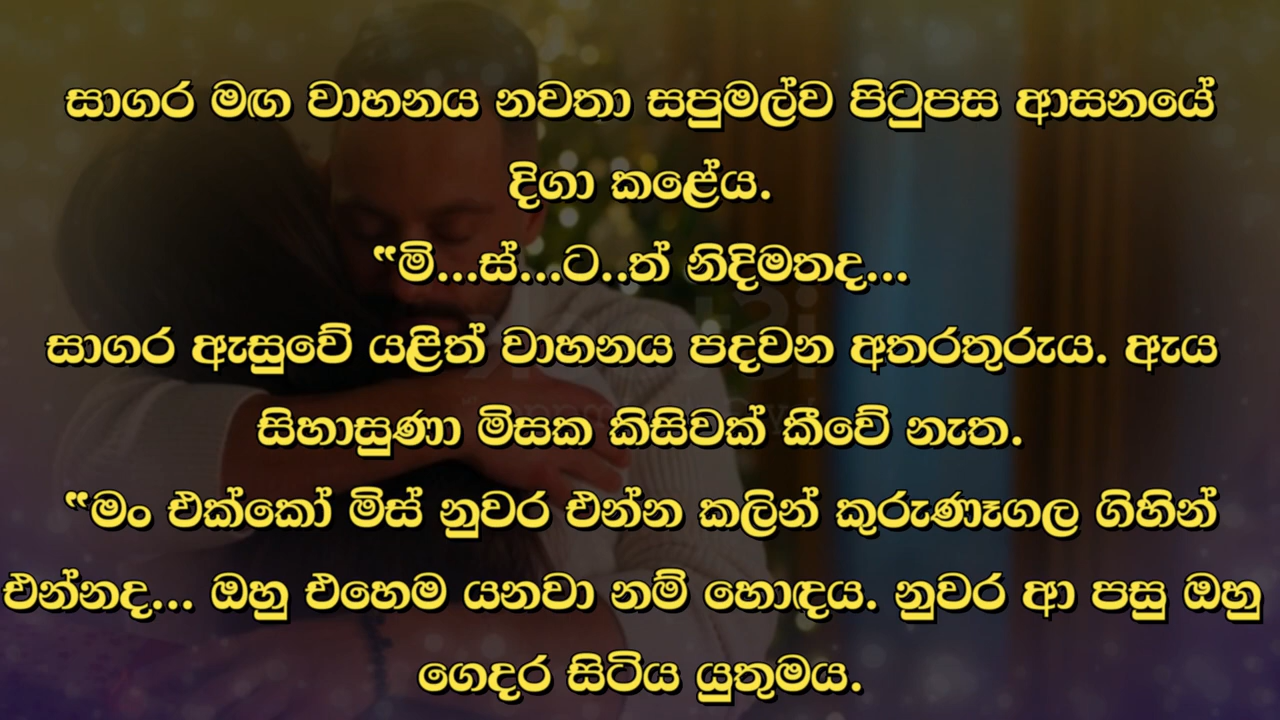 සාගර මඟ වාහනය නවතා සපුමල්ව පිටුපස ආසනයේ
දිගා කළේය.
“මි...ස්...ට..ත් නිදිමතද...
සාගර ඇසුවේ යළිත් වාහනය පදවන අතරතුරුය. ඇය
සිහාසුණා මිසක කිසිවක් කීවේ නැත.
“මං එක්කෝ මිස් නුවර එන්න කලින් කුරුණෑගල ගිහින්
එන්නද... ඔහු එහෙම යනවා නම් හොඳය. නුවර ආ පසු ඔහු
ගෙදර සිටිය යුතුමය.